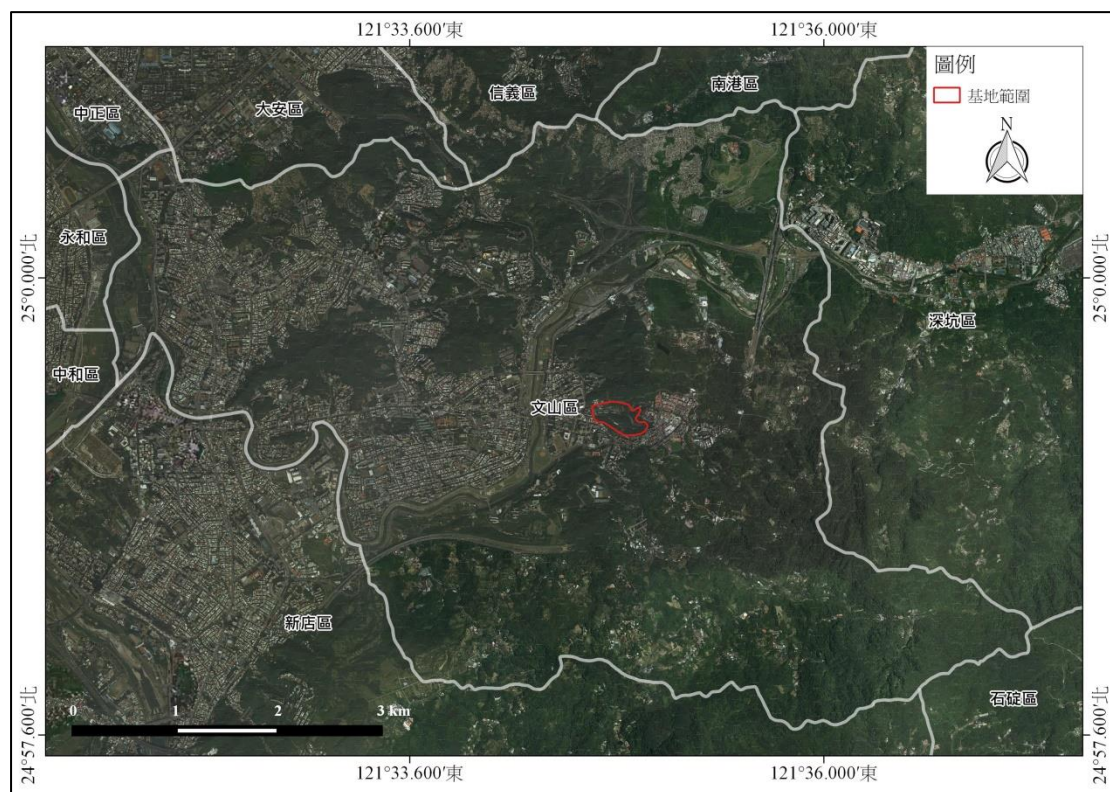 121°33.600′東
121°36.000′東
圖例
基地範圍
N
南港區
信義區
大安區
中正區
永和區
25°0.000′北
25°0.000′北
深坑區
中和區
文山區
新店區
石碇區
0 1 2 3 km
24°57.600′北
24°57.600′北
121°33.600′東
121°36.000′東